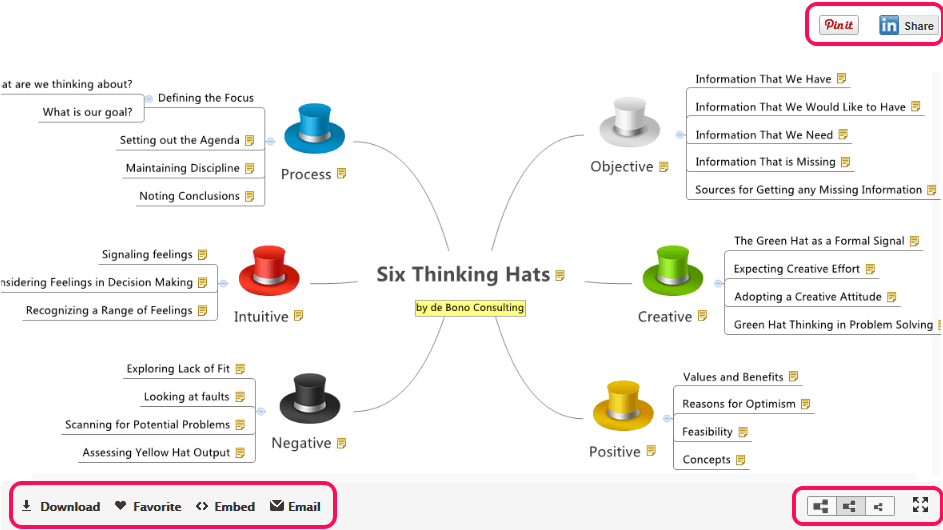 Pin it
in Share
at are we thinking about?
What is our goal?
Defining the Focus
Setting out the Agenda
Maintaining Discipline
Noting Conclusions
Process
Information That We Have
Information That We Would Like to Have
Information That We Need
Information That is Missing
Sources for Getting any Missing Information
Objective
Signaling feelings
nsidering Feelings in Decision Making
Recognizing a Range of Feelings
Intuitive
Six Thinking Hats
by de Bono Consulting
The Green Hat as a Formal Signal
Expecting Creative Effort
Adopting a Creative Attitude
Green Hat Thinking in Problem Solving
Creative
Exploring Lack of Fit
Looking at faults
Scanning for Potential Problems
Assessing Yellow Hat Output
Negative
Values and Benefits
Reasons for Optimism
Feasibility
Concepts
Positive
Download Favorite Embed Email